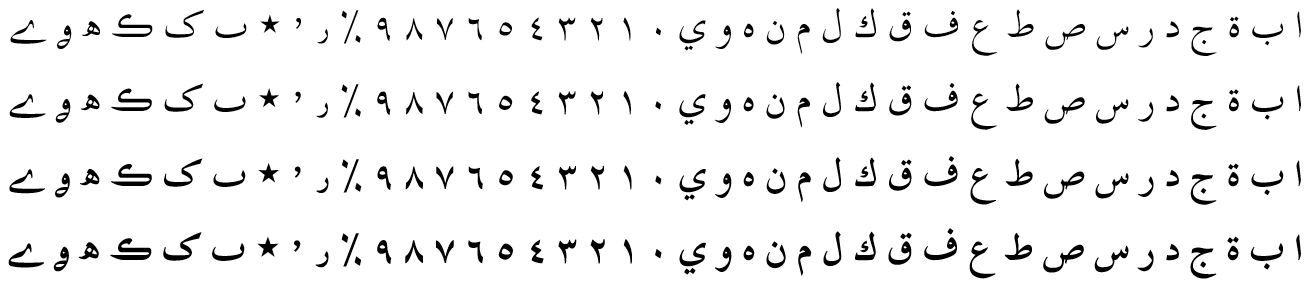 ا ب ة ج د ر س ص ط ع ف ق ك ل م ن ه و ي ٠ ١ ٢ ٣ ٤ ٥ ٦ ٧ ٨ ٩ ٪ ٫ ٬ ٭ ٮ ک ڪ ھ ۅ ے
ا ب ة ج د ر س ص ط ع ف ق ك ل م ن ه و ي ٠ ١ ٢ ٣ ٤ ٥ ٦ ٧ ٨ ٩ ٪ ٫ ٬ ٭ ٮ ک ڪ ھ ۅ ے
ا ب ة ج د ر س ص ط ع ف ق ك ل م ن ه و ي ٠ ١ ٢ ٣ ٤ ٥ ٦ ٧ ٨ ٩ ٪ ٫ ٬ ٭ ٮ ک ڪ ھ ۅ ے
ا ب ة ج د ر س ص ط ع ف ق ك ل م ن ه و ي ٠ ١ ٢ ٣ ٤ ٥ ٦ ٧ ٨ ٩ ٪ ٫ ٬ ٭ ٮ ک ڪ ھ ۅ ے